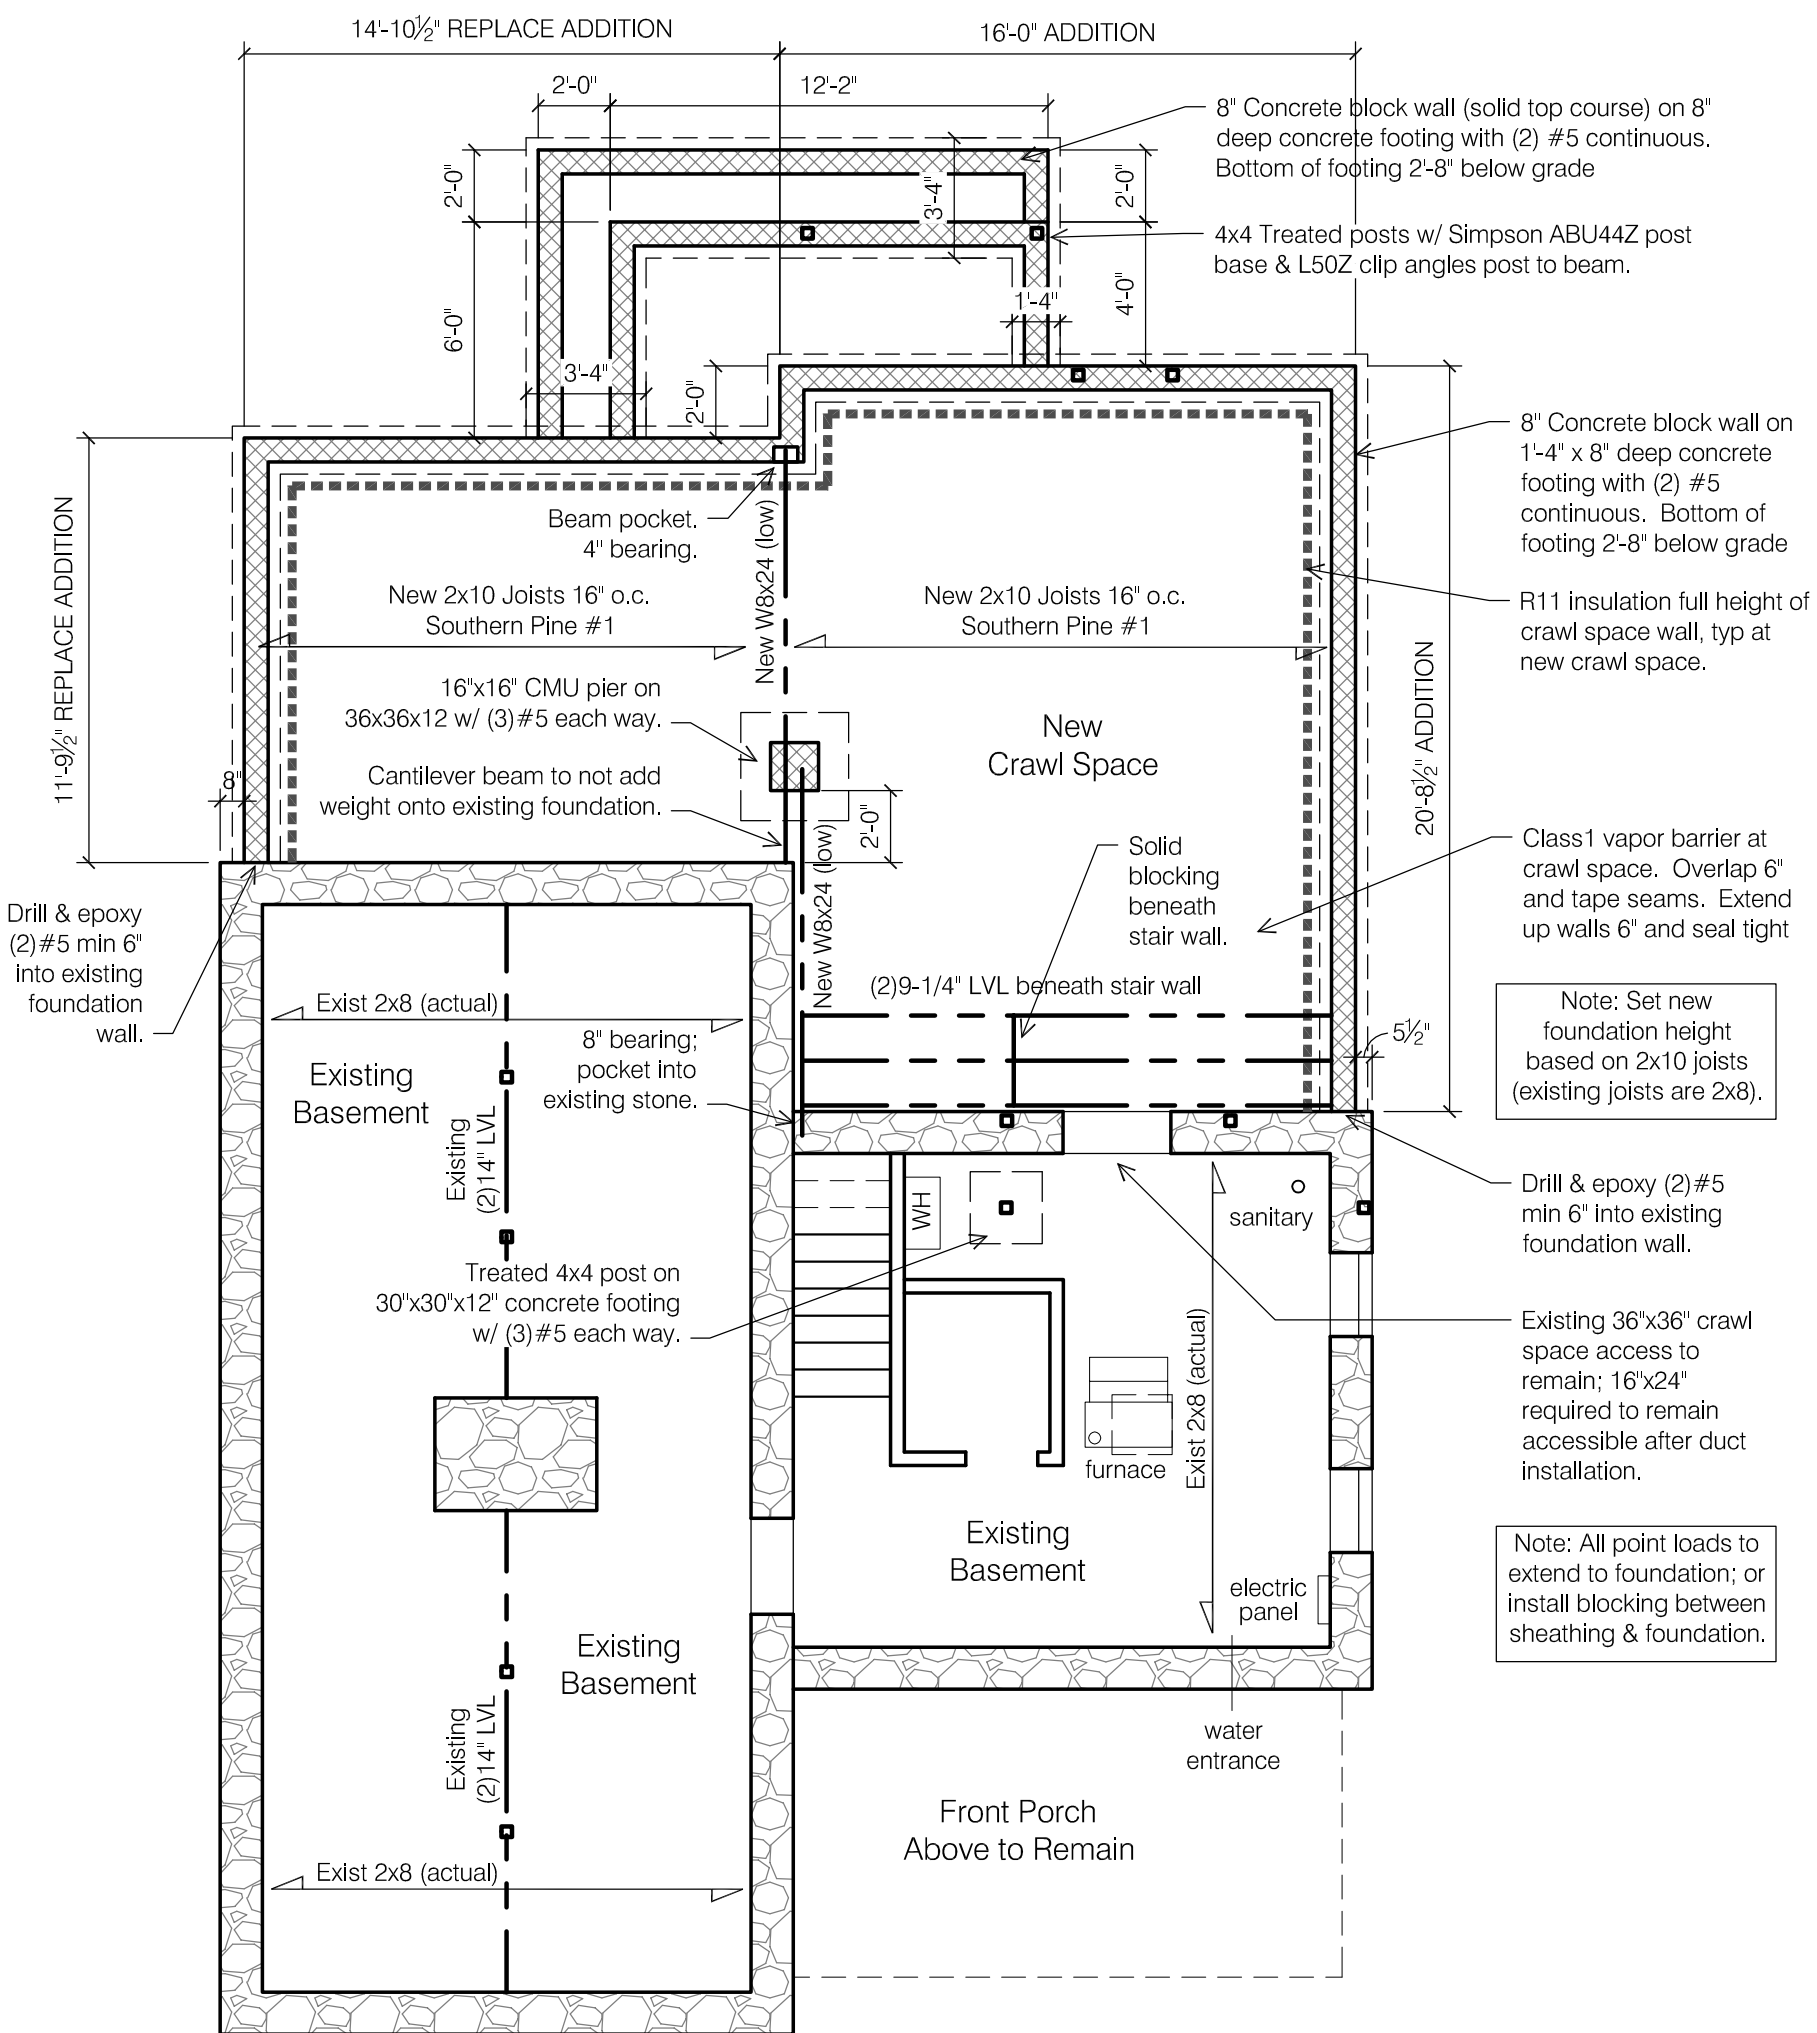 14'-10½" REPLACE ADDITION
16'-0" ADDITION
2'-0"
12'-2"
8" Concrete block wall (solid top course) on 8"
deep concrete footing with (2) #5 continuous.
Bottom of footing 2'-8" below grade
2'-0"
3'-4"
2'-0"
4x4 Treated posts w/ Simpson ABU44Z post
base & L50Z clip angles post to beam.
6'-0"
1'-4"
4'-0"
3'-4"
2'-0"
8" Concrete block wall on
1'-4" x 8" deep concrete
footing with (2) #5
continuous. Bottom of
footing 2'-8" below grade
Beam pocket.
4" bearing.
New W8x24 (low)
11'-9½" REPLACE ADDITION
New 2x10 Joists 16" o.c.
Southern Pine #1
New 2x10 Joists 16" o.c.
Southern Pine #1
R11 insulation full height of
crawl space wall, typ at
new crawl space.
20'-8½" ADDITION
16"x16" CMU pier on
36x36x12 w/ (3)#5 each way.
New
Crawl Space
Cantilever beam to not add
weight onto existing foundation.
8"
2'-0"
New W8x24 (low)
Solid
blocking
beneath
stair wall.
Class1 vapor barrier at
crawl space. Overlap 6"
and tape seams. Extend
up walls 6" and seal tight
Drill & epoxy
(2)#5 min 6"
into existing
foundation
wall.
(2)9-1/4" LVL beneath stair wall
Exist 2x8 (actual)
Note: Set new
foundation height
based on 2x10 joists
(existing joists are 2x8).
5½"
8" bearing;
pocket into
existing stone.
Existing
Basement
Existing
(2)14" LVL
Drill & epoxy (2)#5
min 6" into existing
foundation wall.
WH
sanitary
Treated 4x4 post on
30"x30"x12" concrete footing
w/ (3)#5 each way.
Existing 36"x36" crawl
space access to
remain; 16"x24"
required to remain
accessible after duct
installation.
Exist 2x8 (actual)
furnace
Existing
Basement
Note: All point loads to
extend to foundation; or
install blocking between
sheathing & foundation.
electric
panel
Existing
Basement
Existing
(2)14" LVL
water
entrance
Front Porch
Above to Remain
Exist 2x8 (actual)